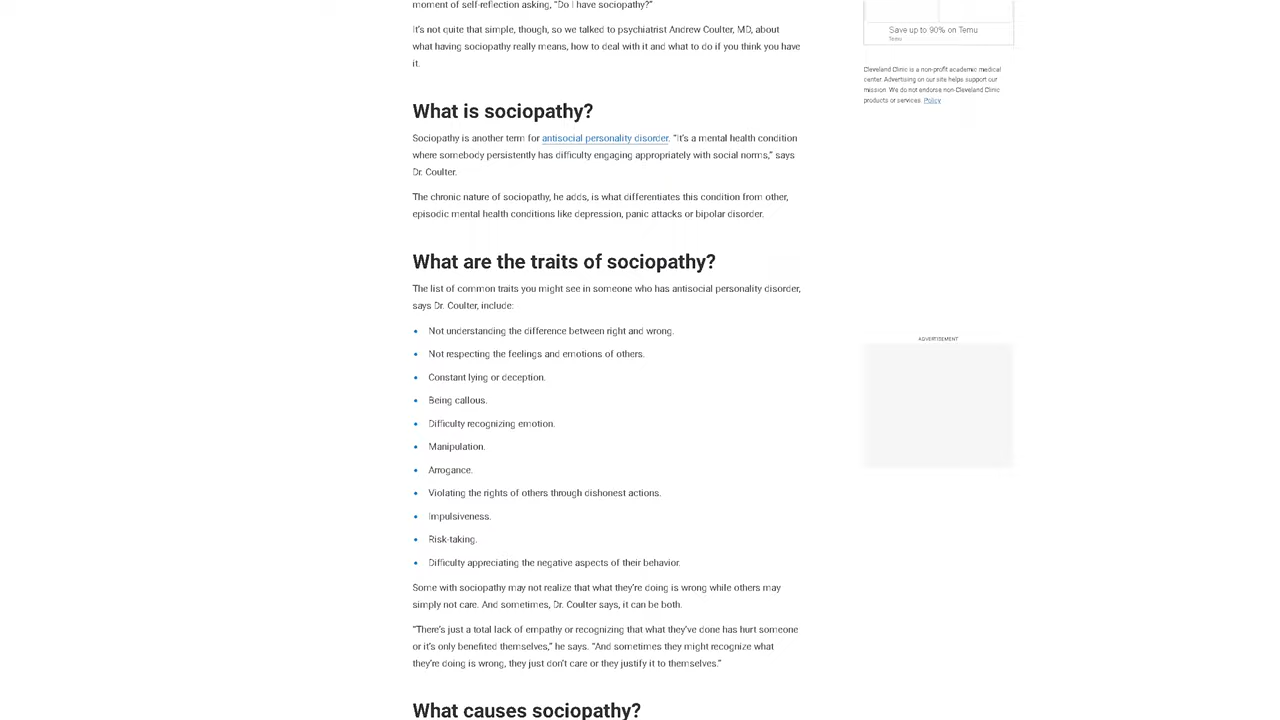 moment of self-reflection asking, “Do I have sociopathy?”
It’s not quite that simple, though, so we talked to psychiatrist Andrew Coulter, MD, about
what having sociopathy really means, how to deal with it and what to do if you think you have
it.
What is sociopathy?
Sociopathy is another term for antisocial personality disorder. “It’s a mental health condition
where somebody persistently has difficulty engaging appropriately with social norms,” says
Dr. Coulter.
The chronic nature of sociopathy, he adds, is what differentiates this condition from other,
episodic mental health conditions like depression, panic attacks or bipolar disorder.
What are the traits of sociopathy?
The list of common traits you might see in someone who has antisocial personality disorder,
says Dr. Coulter, include:
• Not understanding the difference between right and wrong.
• Not respecting the feelings and emotions of others.
• Constant lying or deception.
• Being callous.
• Difficulty recognizing emotion.
• Manipulation.
• Arrogance.
• Violating the rights of others through dishonest actions.
• Impulsiveness.
• Risk-taking.
• Difficulty appreciating the negative aspects of their behavior.
Some with sociopathy may not realize that what they’re doing is wrong while others may
simply not care. And sometimes, Dr. Coulter says, it can be both.
“There’s just a total lack of empathy or recognizing that what they’ve done has hurt someone
or it’s only benefited themselves,” he says. “And sometimes they might recognize what
they’re doing is wrong, they just don’t care or they justify it to themselves.”
What causes sociopathy?
Save up to 90% on Temu
Temu
Cleveland Clinic is a non-profit academic medical
center. Advertising on our site helps support our
mission. We do not endorse non-Cleveland Clinic
products or services. Policy
ADVERTISEMENT